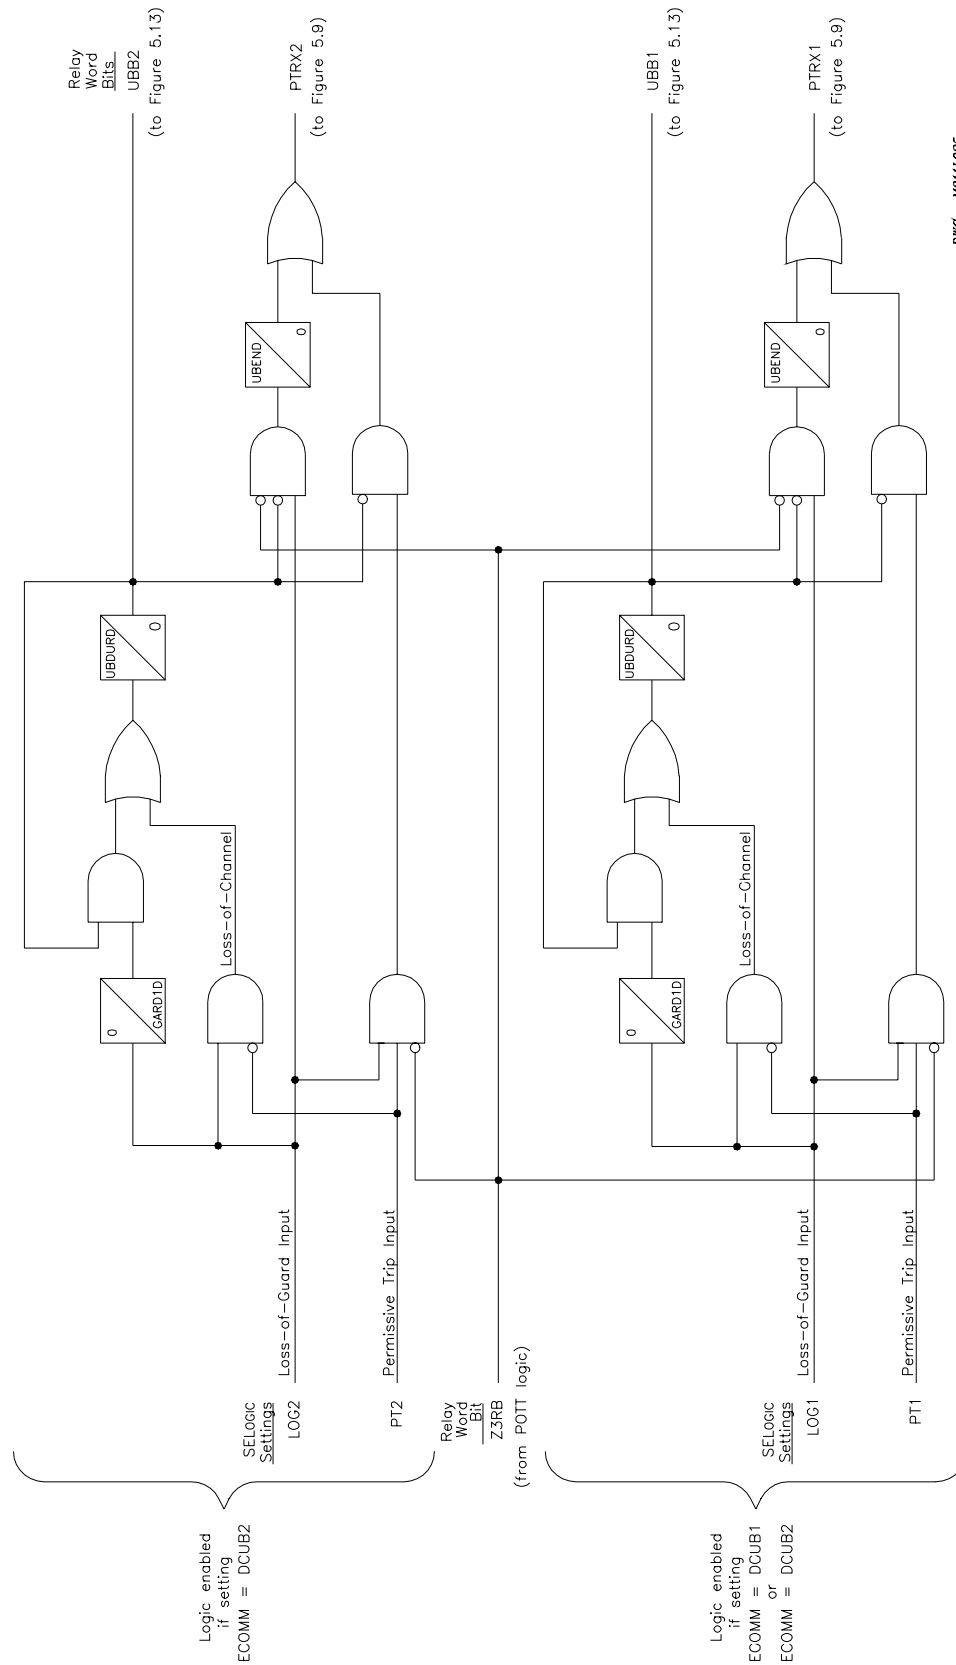 Relay
Word
Bits
UBB2
(to Figure 5.13)
PTRX2
(to Figure 5.9)
UBEND
0
UBDURD
0
Loss-of-Channel
0
GARD1D
Loss-of-Guard Input
Permissive Trip Input
SELOGIC
Settings
LOG2
PT2
Logic enabled
if setting
ECOMM = DCUB2
Relay
Word
Bit
Z3RB
(from POTT logic)
UBB1
(to Figure 5.13)
PTRX1
(to Figure 5.9)
UBEND
0
UBDURD
0
Loss-of-Channel
0
GARD1D
Loss-of-Guard Input
Permissive Trip Input
SELOGIC
Settings
LOG1
PT1
Logic enabled
if setting
ECOMM = DCUB1
or
ECOMM = DCUB2